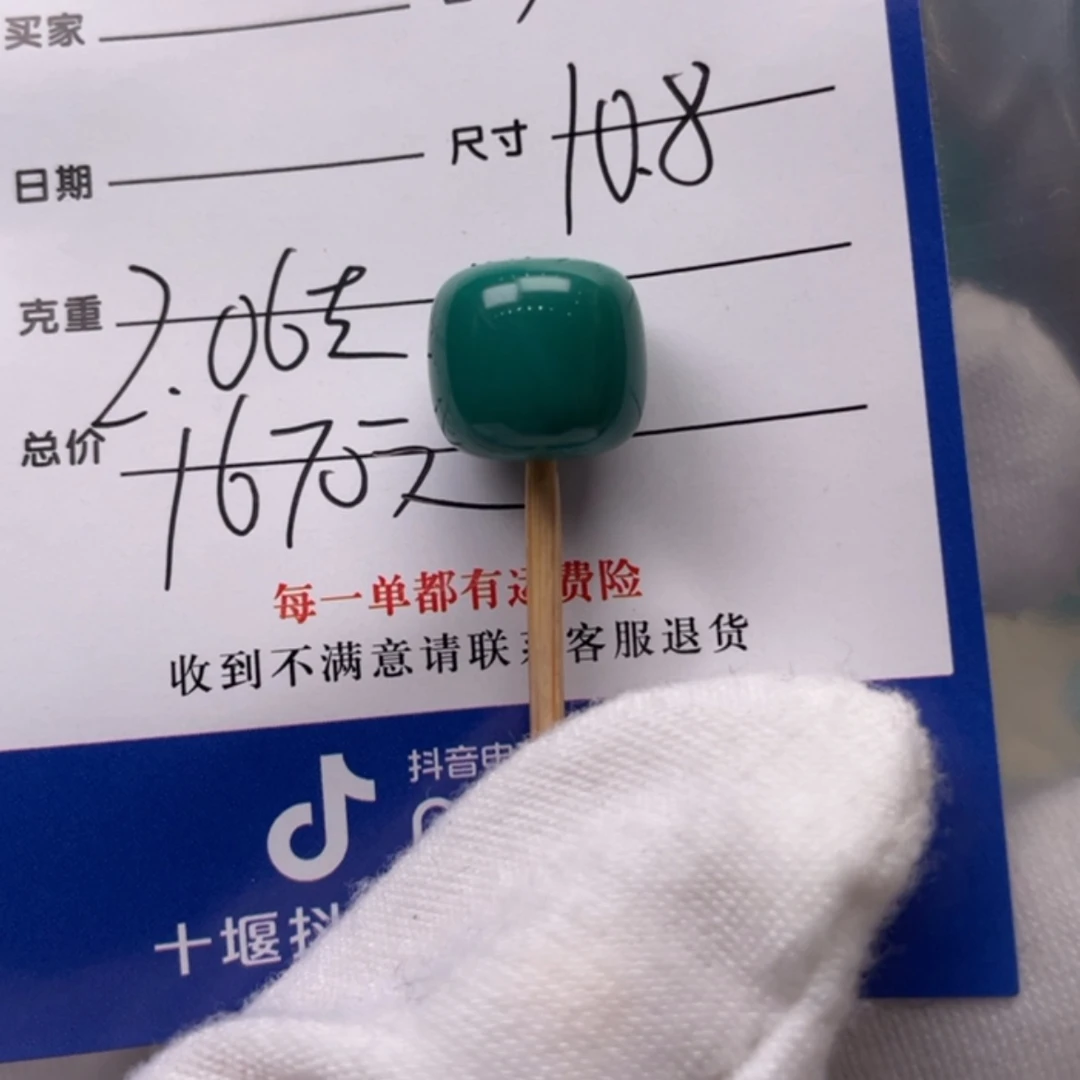 买家
日期 尺寸 10.8
克重 2.06克
总价 1670元
每一单都有运费险
收到不满意请联系客服退货
抖音电
十堰抖